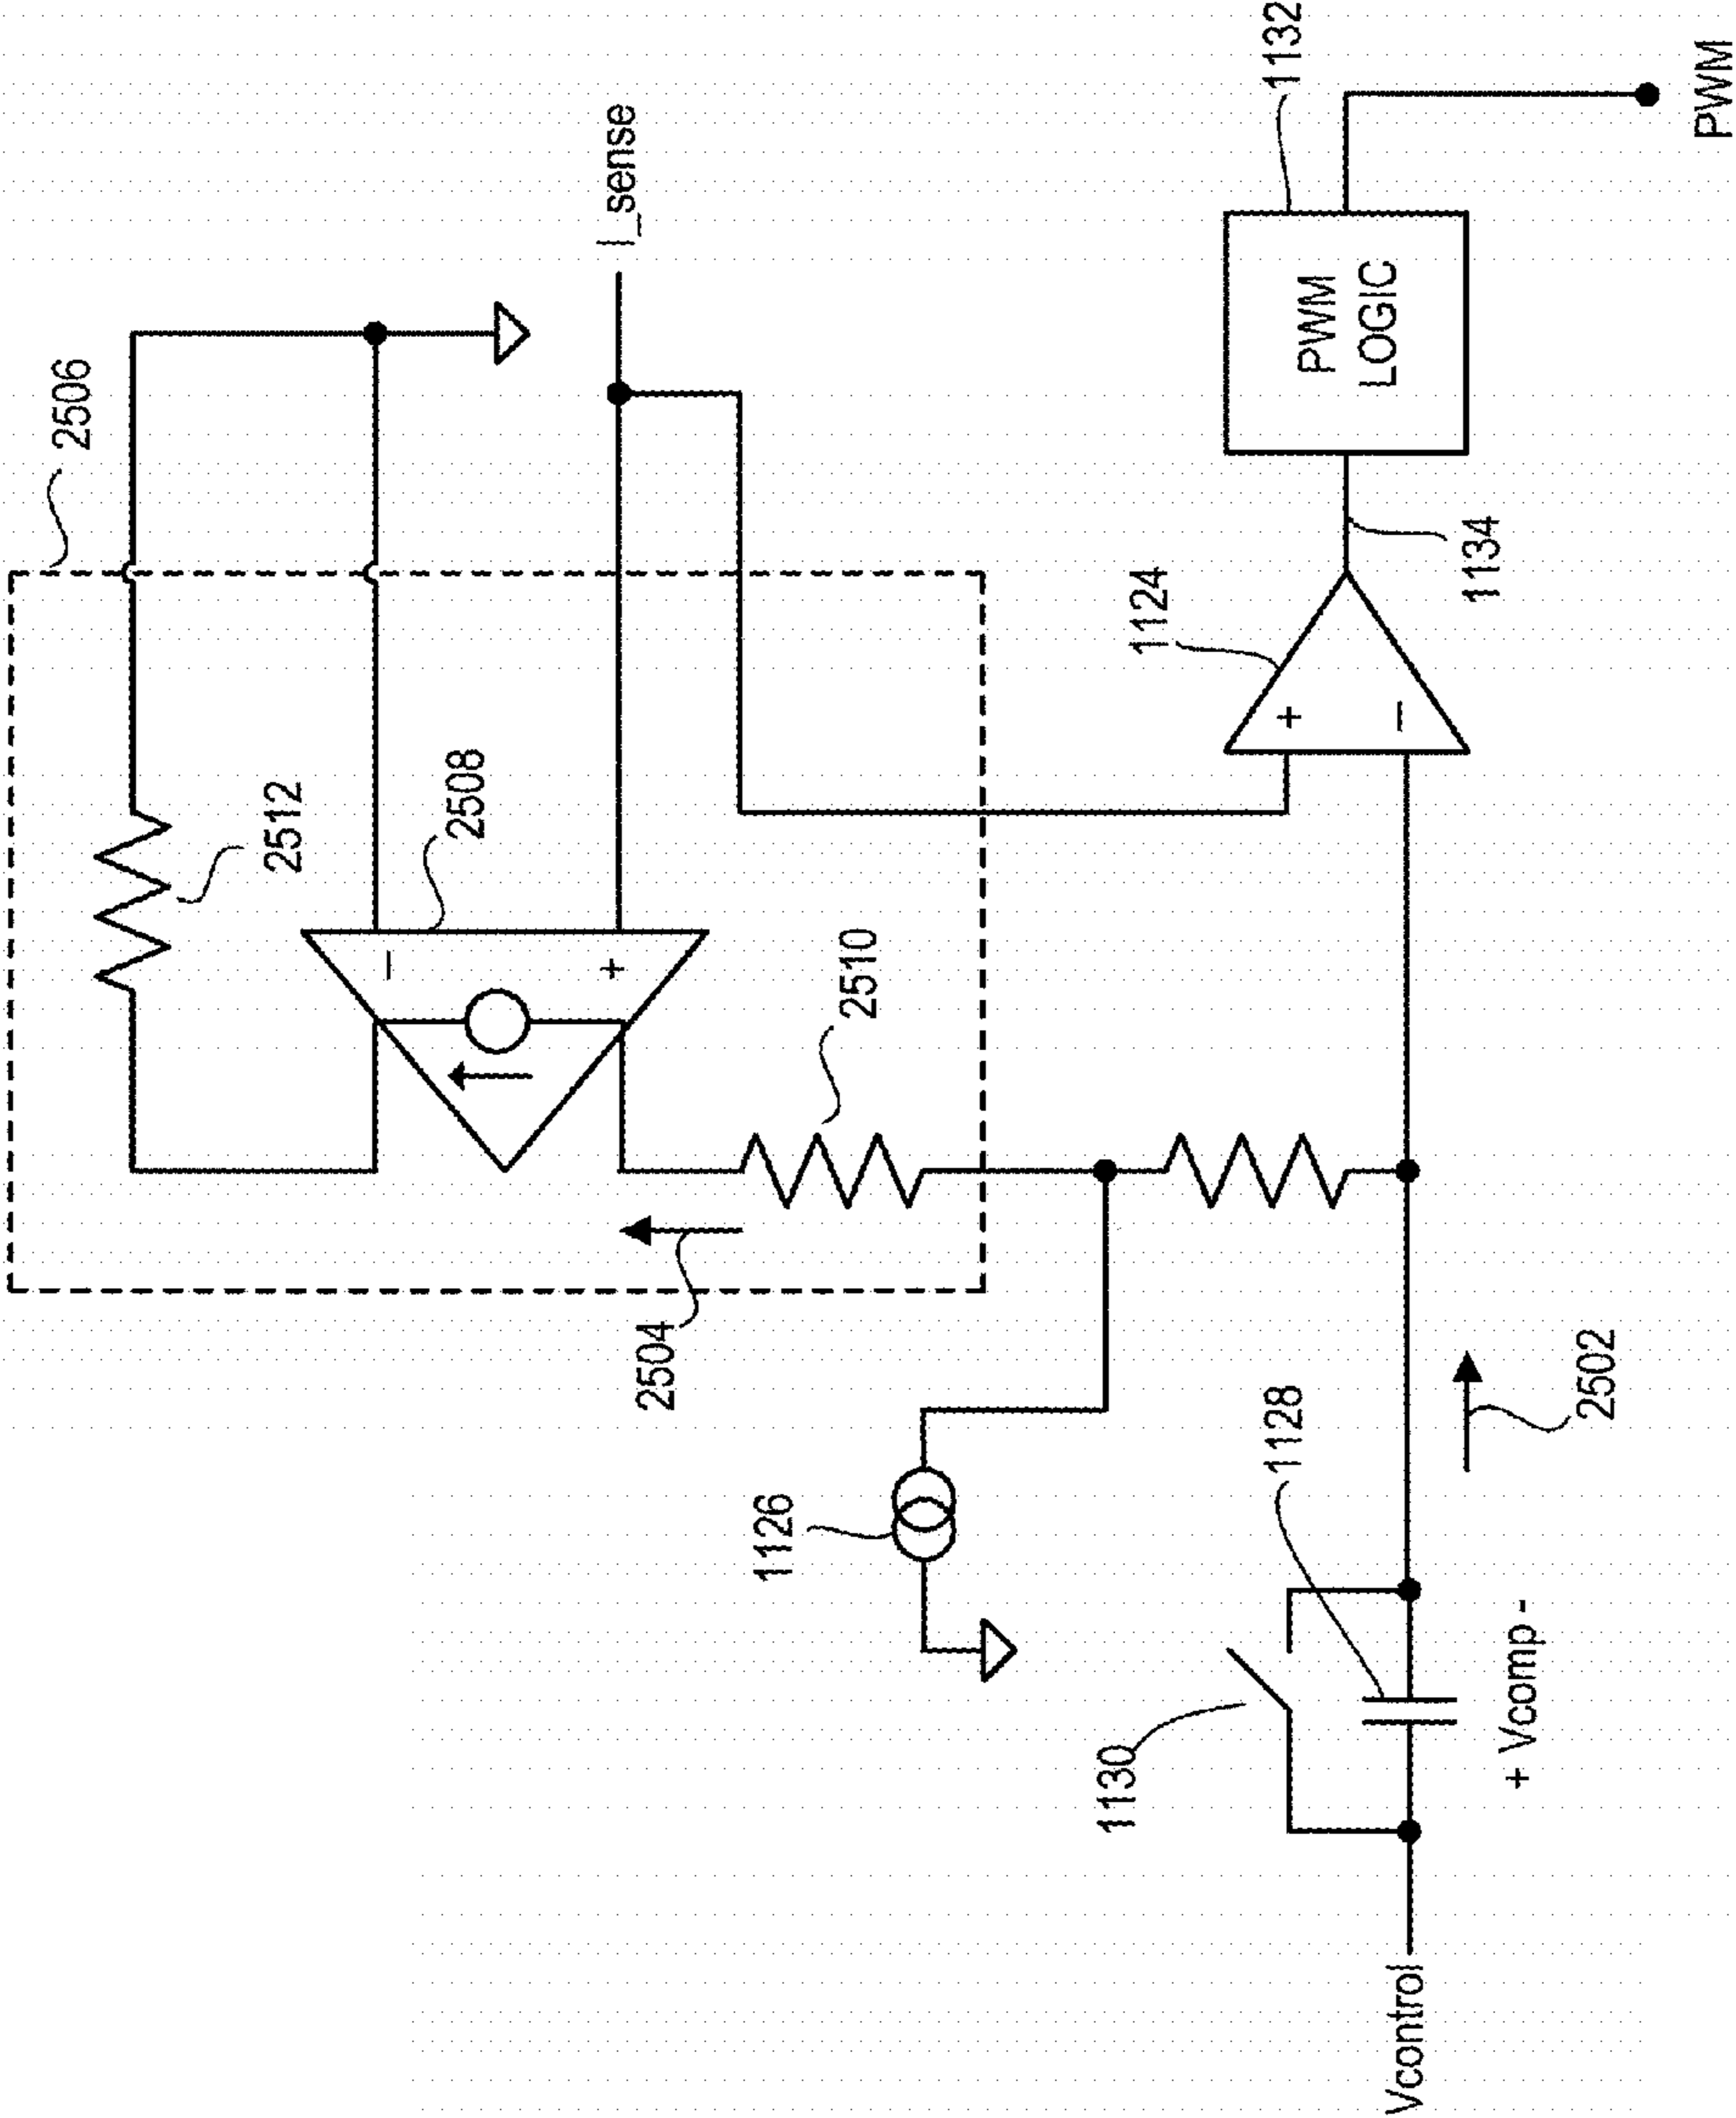 2506
2512
2508
2504
2510
I_sense
−
+
1126
1130
1128
1124
1132
+
−
PWM
LOGIC
1134
Vcontrol
+ Vcomp -
2502
PWM